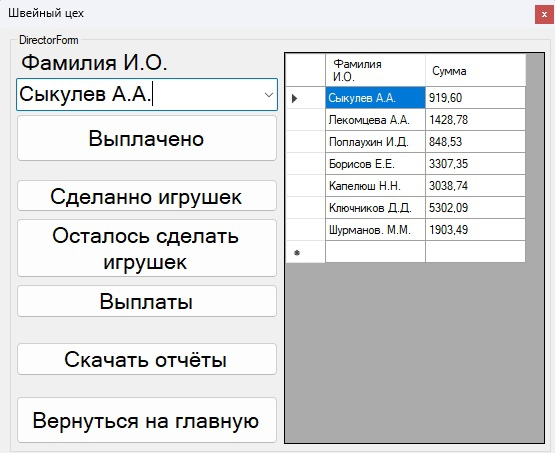 Швейный цех
DirectorForm
Фамилия И.О.
Сыкулев А.А.
Выплачено
Сделанно игрушек
Осталось сделать
игрушек
Выплаты
Скачать отчёты
Вернуться на главную
Фамилия
И.О.
Сумма
Сыкулев А.А. 919,60
Лекомцева А.А. 1428,78
Поплаухин И.Д. 848,53
Борисов Е.Е. 3307,35
Капелюш Н.Н. 3038,74
Ключников Д.Д. 5302,09
Шурманов. М.М. 1903,49